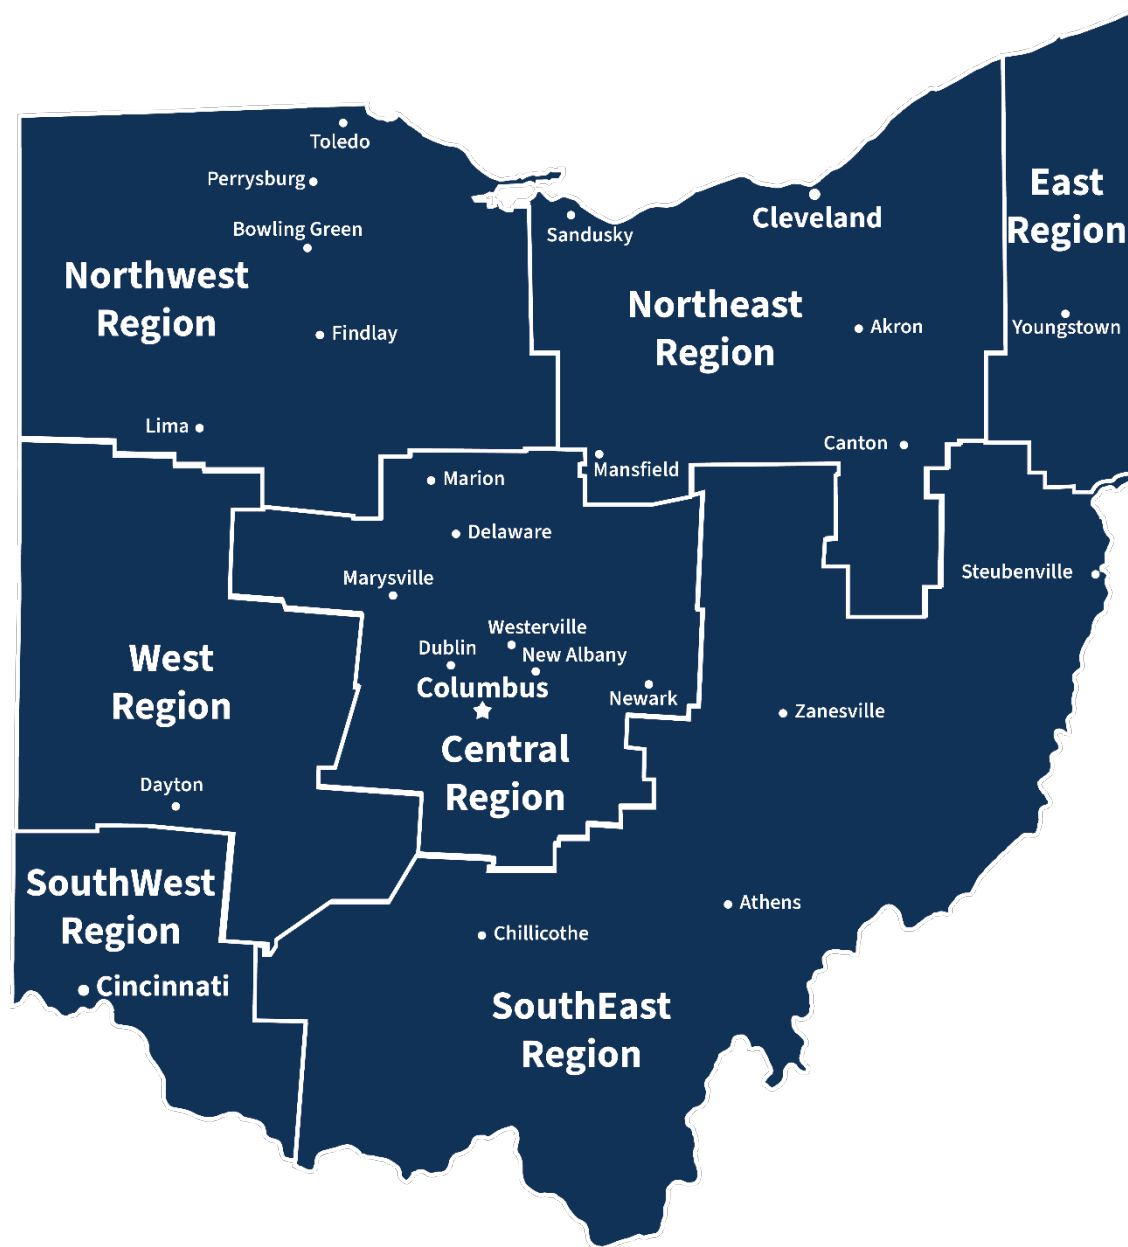 Toledo
Perrysburg
Bowling Green
Northwest
Region
Findlay
Lima
Sandusky
Cleveland
Northeast
Region
Akron
Canton
Mansfield
East
Region
Youngstown
Marion
Delaware
Marysville
Westerville
Dublin
New Albany
Columbus
Newark
Central
Region
West
Region
Dayton
Steubenville
Zanesville
Athens
Chillicothe
SouthEast
Region
SouthWest
Region
Cincinnati